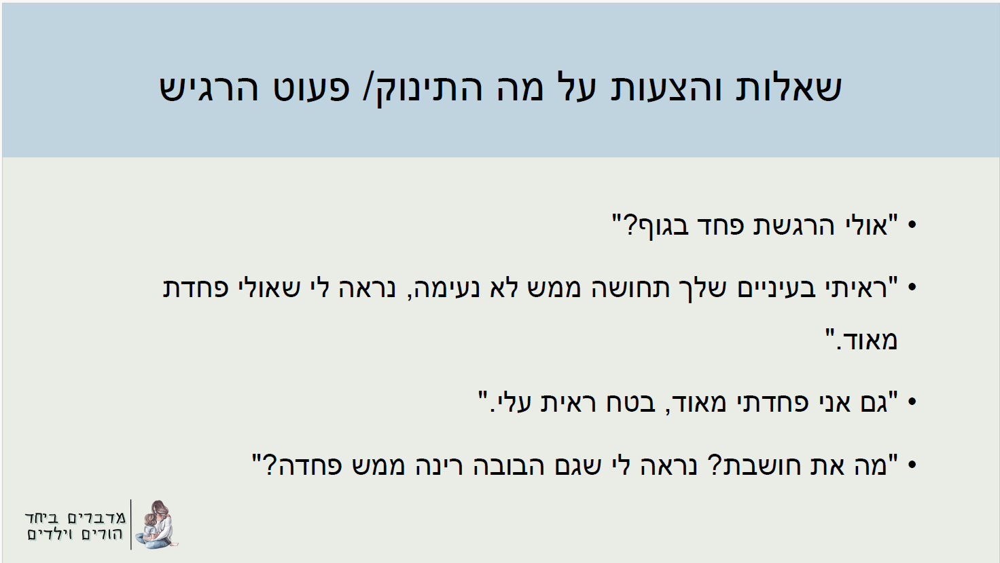 שאלות והצעות על מה התינוק/ פעוט הרגיש
• "אולי הרגשת פחד בגוף?"
• "ראיתי בעיניים שלך תחושה ממש לא נעימה, נראה לי שאולי פחדת
מאוד."
• "גם אני פחדתי מאוד, בטח ראית עלי."
• "מה את חושבת? נראה לי שגם הבובה רינה ממש פחדה?"
מדברים ביחד
הורים וילדים